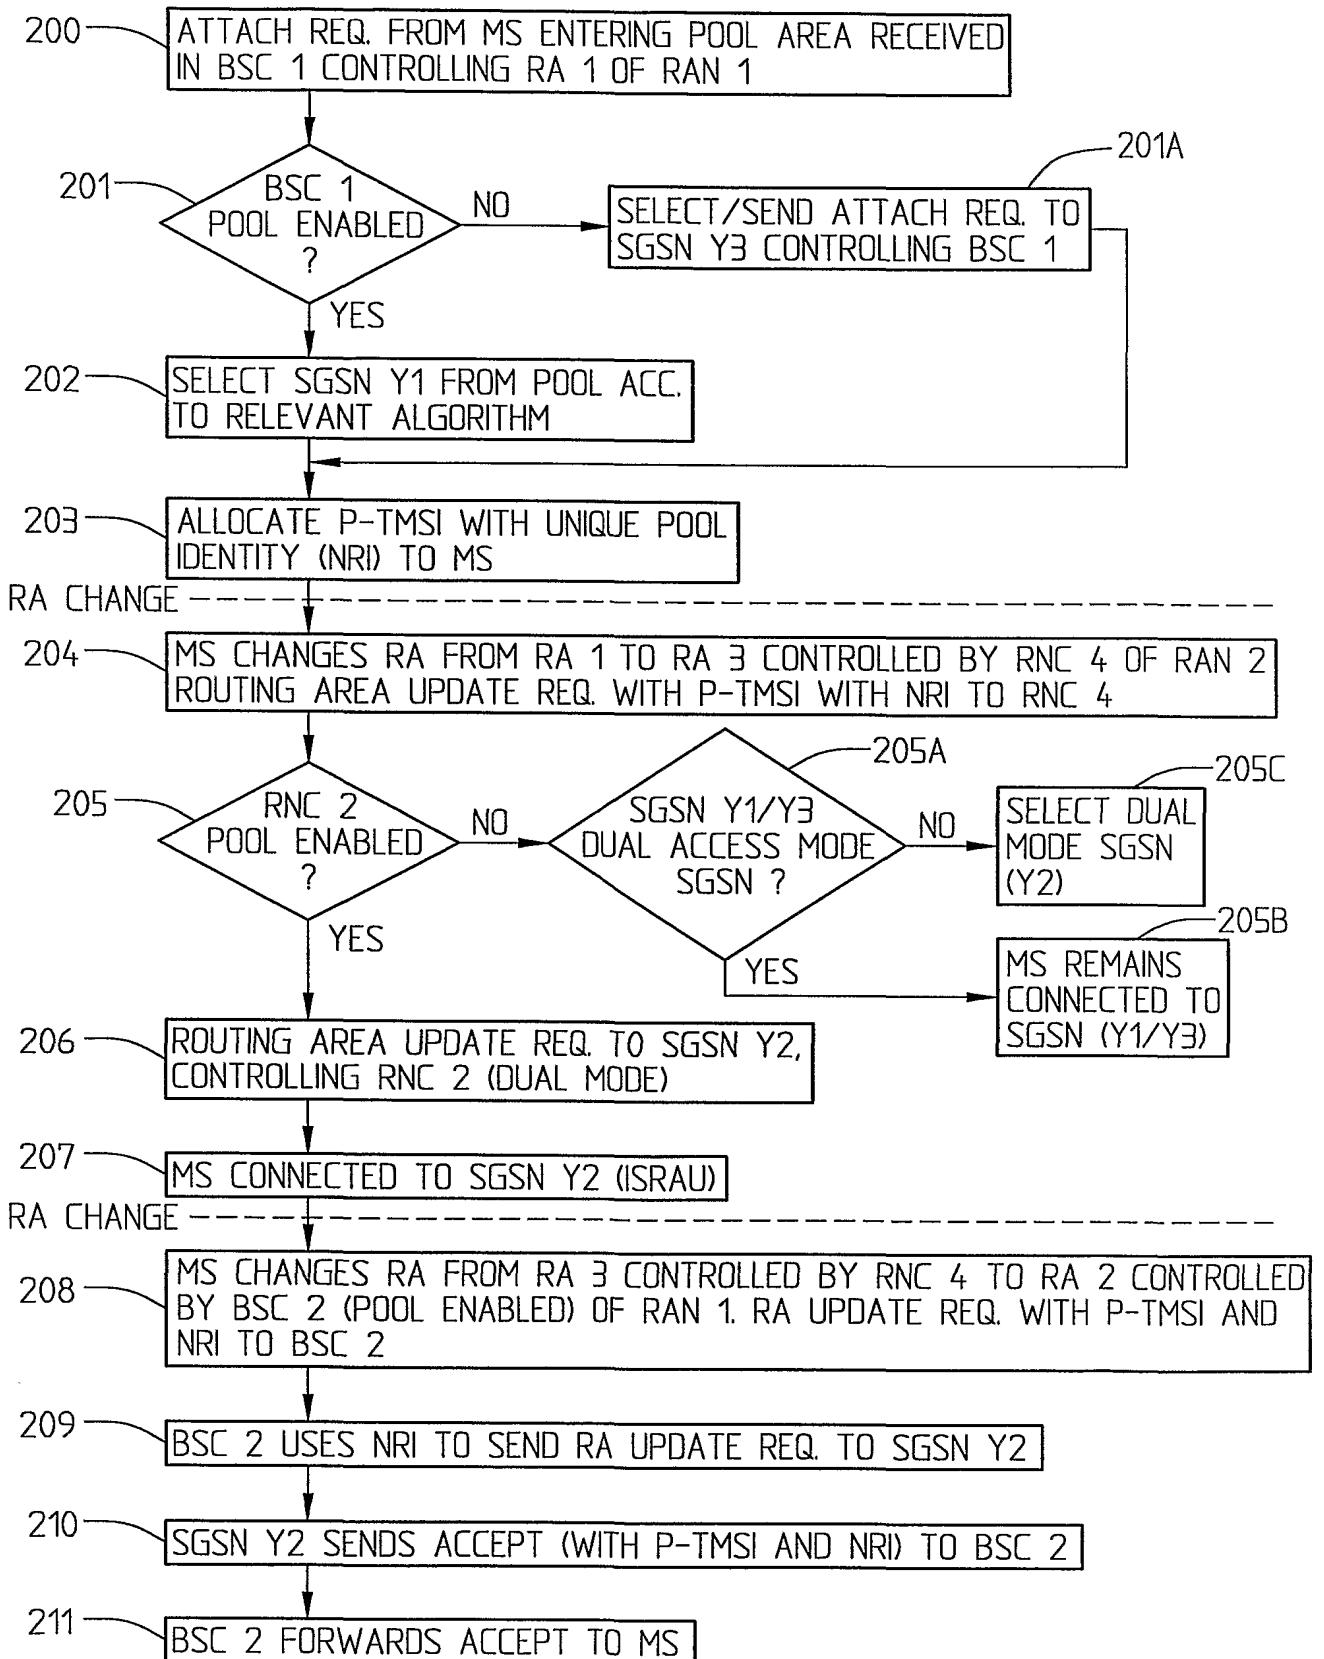 200
ATTACH REQ. FROM MS ENTERING POOL AREA RECEIVED
IN BSC 1 CONTROLLING RA 1 OF RAN 1
201
BSC 1
POOL ENABLED
?
NO
201A
SELECT/SEND ATTACH REQ. TO
SGSN Y3 CONTROLLING BSC 1
YES
202
SELECT SGSN Y1 FROM POOL ACC.
TO RELEVANT ALGORITHM
203
ALLOCATE P-TMSI WITH UNIQUE POOL
IDENTITY (NRI) TO MS
RA CHANGE
204
MS CHANGES RA FROM RA 1 TO RA 3 CONTROLLED BY RNC 4 OF RAN 2
ROUTING AREA UPDATE REQ. WITH P-TMSI WITH NRI TO RNC 4
205
RNC 2
POOL ENABLED
?
NO
205A
SGSN Y1/Y3
DUAL ACCESS MODE
SGSN ?
NO
205C
SELECT DUAL
MODE SGSN
(Y2)
YES
YES
205B
MS REMAINS
CONNECTED TO
SGSN (Y1/Y3)
206
ROUTING AREA UPDATE REQ. TO SGSN Y2,
CONTROLLING RNC 2 (DUAL MODE)
207
MS CONNECTED TO SGSN Y2 (ISRAU)
RA CHANGE
208
MS CHANGES RA FROM RA 3 CONTROLLED BY RNC 4 TO RA 2 CONTROLLED
BY BSC 2 (POOL ENABLED) OF RAN 1. RA UPDATE REQ. WITH P-TMSI AND
NRI TO BSC 2
209
BSC 2 USES NRI TO SEND RA UPDATE REQ. TO SGSN Y2
210
SGSN Y2 SENDS ACCEPT (WITH P-TMSI AND NRI) TO BSC 2
211
BSC 2 FORWARDS ACCEPT TO MS